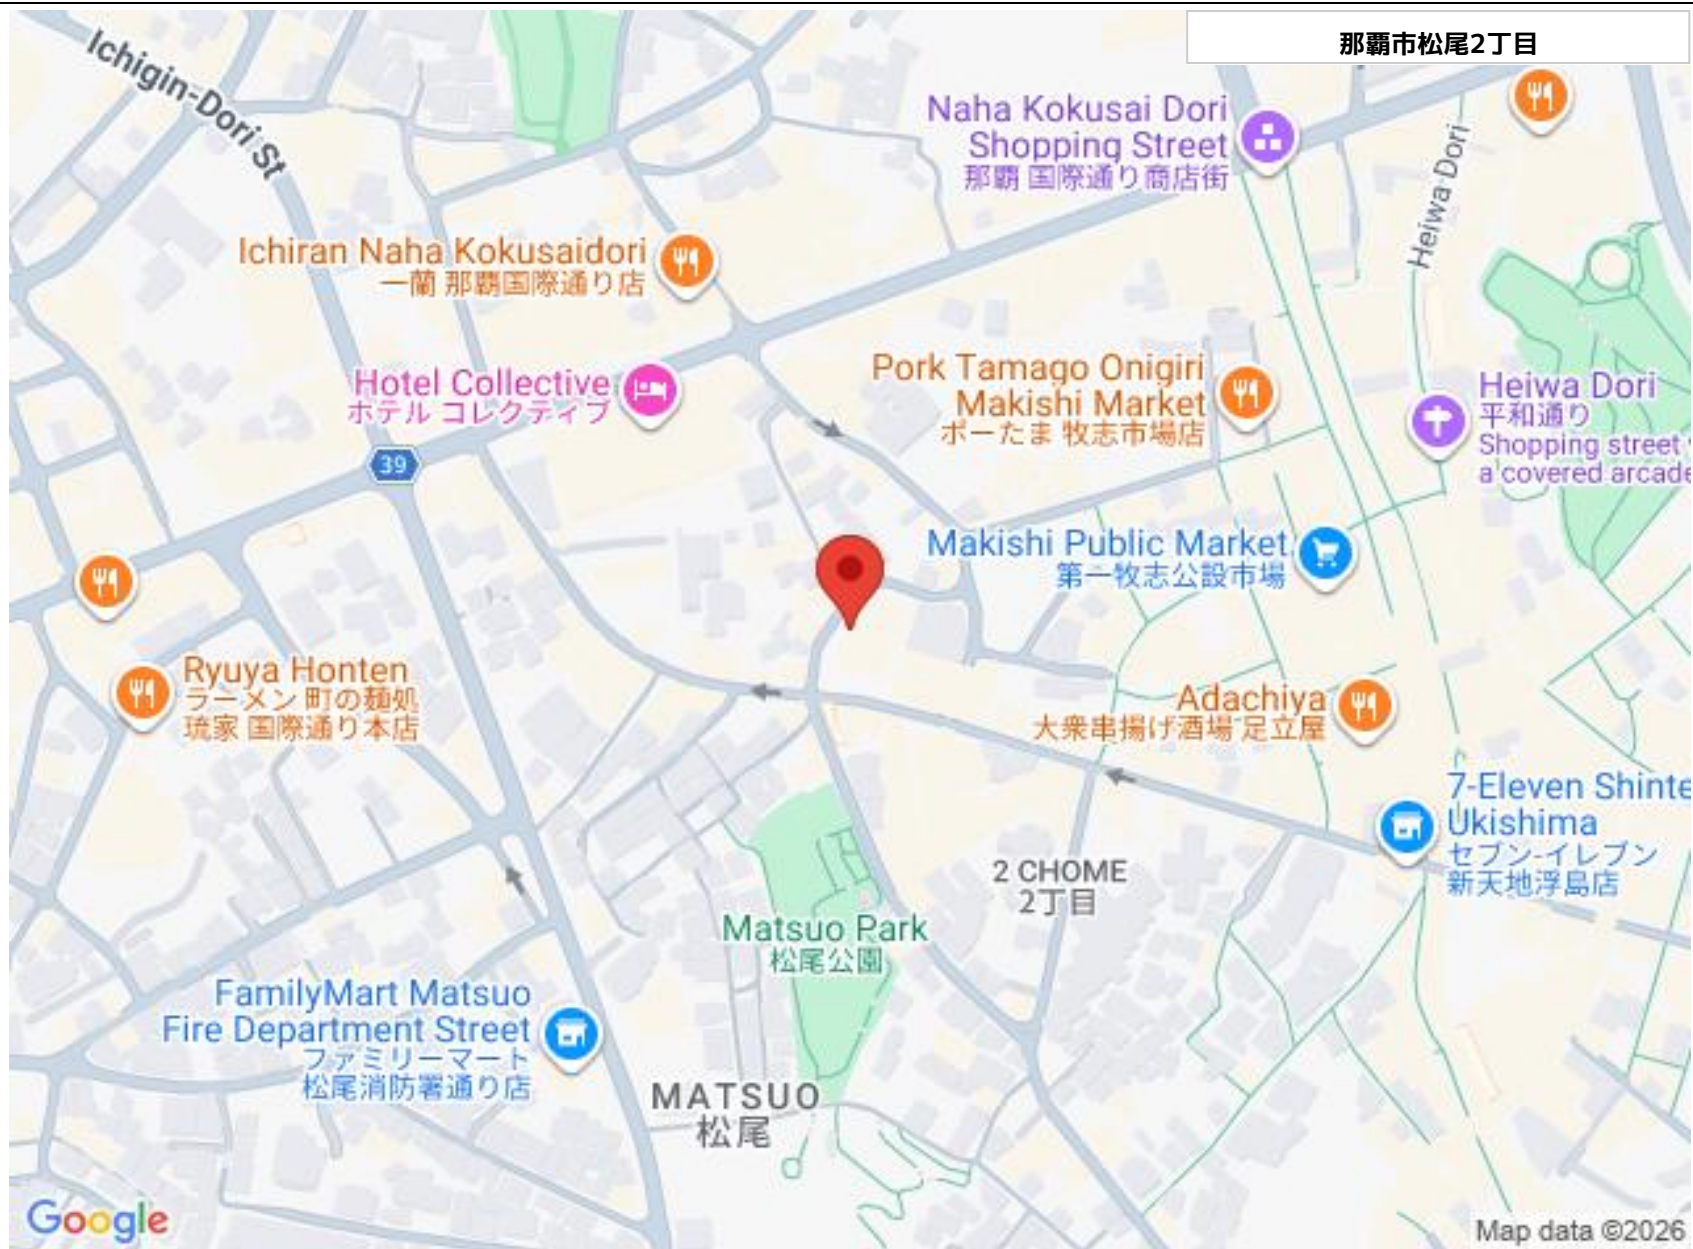 那覇市松尾2丁目
Ichigin-Dori St
Naha Kokusai Dori
Shopping Street
那覇 国際通り商店街
Heiwa Dori
Ichiran Naha Kokusaidori
一蘭 那覇国際通り店
Hotel Collective
ホテル コレクティブ
Pork Tamago Onigiri
Makishi Market
ポーたま 牧志市場店
Heiwa Dori
平和通り
Shopping street
a covered arcade
39
Makishi Public Market
第一牧志公設市場
Ryuya Honten
ラーメン 町の麺処
琉家 国際通り本店
Adachiya
大衆串揚げ酒場 足立屋
7-Eleven Shinte
Ukishima
セブン-イレブン
新天地浮島店
2 CHOME
2丁目
Matsuo Park
松尾公園
FamilyMart Matsuo
Fire Department Street
ファミリーマート
松尾消防署通り店
MATSUO
松尾
Google
Map data ©2026